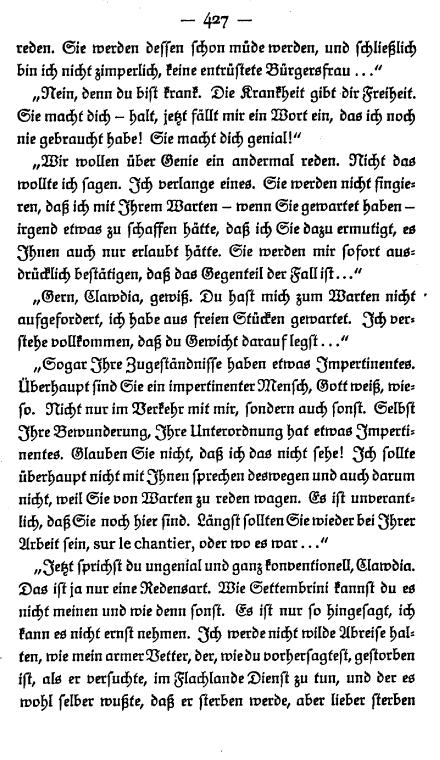 — 427 —
reden. Sie werden dessen schon müde werden, und schließlich
bin ich nicht zimperlich, keine entrüstete Bürgersfrau ...“
„Nein, denn du bist krank. Die Krankheit gibt dir Freiheit.
Sie macht dich – halt, jetzt fällt mir ein Wort ein, das ich noch
nie gebraucht habe! Sie macht dich genial!“
„Wir wollen über Genie ein andermal reden. Nicht das
wollte ich sagen. Ich verlange eines. Sie werden nicht fingie-
ren, daß ich mit Ihrem Warten – wenn Sie gewartet haben –
irgend etwas zu schaffen hätte, daß ich Sie dazu ermutigt, es
Ihnen auch nur erlaubt hätte. Sie werden mir sofort aus-
drücklich bestätigen, daß das Gegenteil der Fall ist ...“
„Gern, Clawdia, gewiß. Du hast mich zum Warten nicht
aufgefordert, ich habe aus freien Stücken gewartet. Ich ver-
stehe vollkommen, daß du Gewicht darauf legst ...“
„Sogar Ihre Zugeständnisse haben etwas Impertinentes.
Überhaupt sind Sie ein impertinenter Mensch, Gott weiß, wie-
so. Nicht nur im Verkehr mit mir, sondern auch sonst. Selbst
Ihre Bewunderung, Ihre Unterordnung hat etwas Imperti-
nentes. Glauben Sie nicht, daß ich das nicht sehe! Ich sollte
überhaupt nicht mit Ihnen sprechen deswegen und auch darum
nicht, weil Sie von Warten zu reden wagen. Es ist unverant-
lich, daß Sie noch hier sind. Längst sollten Sie wieder bei Ihrer
Arbeit sein, sur le chantier, oder wo es war ...“
„Jetzt sprichst du ungenial und ganz konventionell, Clawdia.
Das ist ja nur eine Redensart. Wie Settembrini kannst du es
nicht meinen und wie denn sonst. Es ist nur so hingesagt, ich
kann es nicht ernst nehmen. Ich werde nicht wilde Abreise hal-
ten, wie mein armer Vetter, der, wie du vorhersagtest, gestorben
ist, als er versuchte, im Flachlande Dienst zu tun, und der es
wohl selber wußte, daß er sterben werde, aber lieber sterben